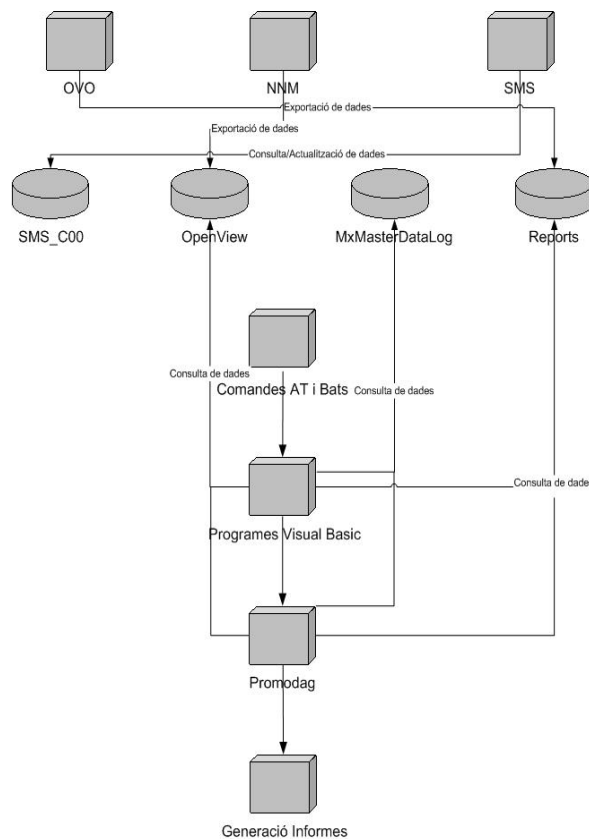 OVO
NNM
SMS
Exportació de dades
Exportació de dades
Consulta/Actualització de dades
SMS_C00
OpenView
MxMasterDataLog
Reports
Consulta de dades
Comandes AT i Bats
Consulta de dades
Consulta de dade
Programes Visual Basic
Promodag
Generació Informes